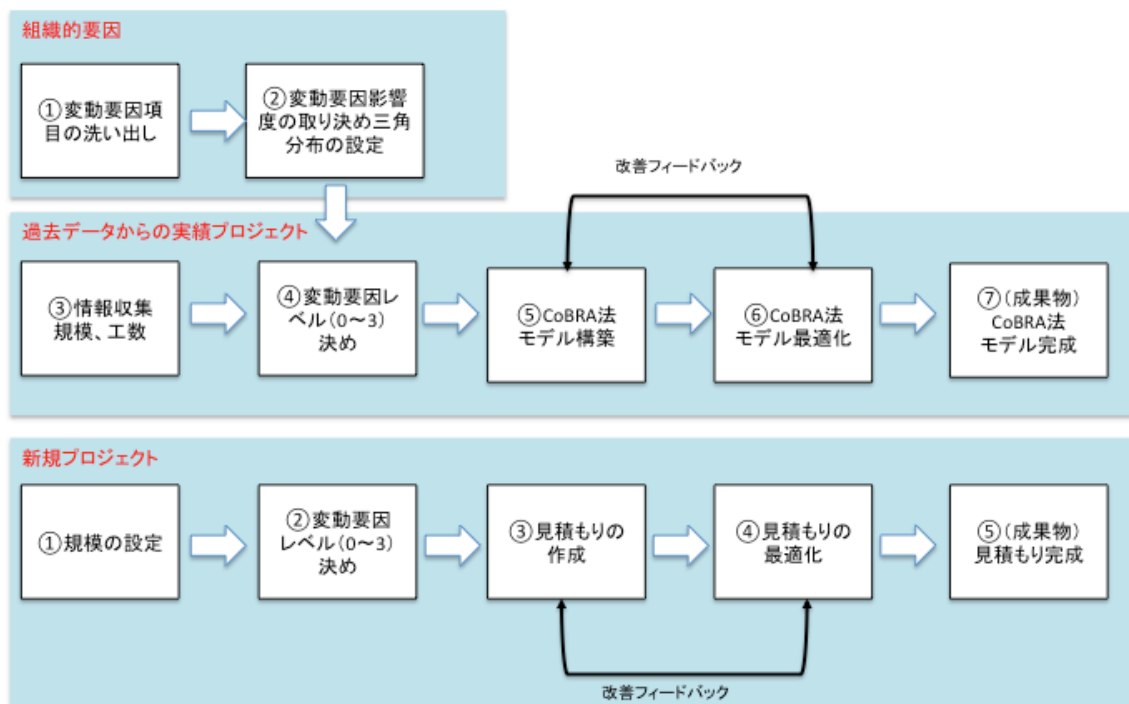 組織的要因
①変動要因項
目の洗い出し
②変動要因影響
度の取り決め三角
分布の設定
改善フィードバック
過去データからの実績プロジェクト
③情報収集
規模、工数
④変動要因レ
ベル(0〜3)
決め
⑤CoBRA法
モデル構築
⑥CoBRA法
モデル最適化
⑦(成果物)
CoBRA法
モデル完成
新規プロジェクト
①規模の設定
②変動要因
レベル(0〜3)
決め
③見積もりの
作成
④見積もりの
最適化
⑤(成果物)
見積もり完成
改善フィードバック